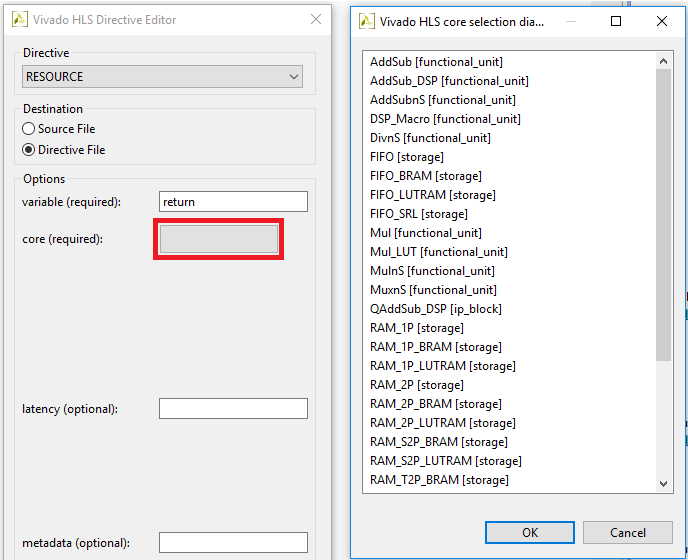 Vivado HLS Directive Editor
Directive
RESOURCE
Destination
Source File
Directive File
Options
variable (required):
return
core (required):
latency (optional):
metadata (optional):
Vivado HLS core selection dia...
AddSub [functional_unit]
AddSub_DSP [functional_unit]
AddSubnS [functional_unit]
DSP_Macro [functional_unit]
DivnS [functional_unit]
FIFO [storage]
FIFO_BRAM [storage]
FIFO_LUTRAM [storage]
FIFO_SRL [storage]
Mul [functional_unit]
Mul_LUT [functional_unit]
MulnS [functional_unit]
MuxnS [functional_unit]
QAddSub_DSP [ip_block]
RAM_1P [storage]
RAM_1P_BRAM [storage]
RAM_1P_LUTRAM [storage]
RAM_2P [storage]
RAM_2P_BRAM [storage]
RAM_2P_LUTRAM [storage]
RAM_S2P_BRAM [storage]
RAM_S2P_LUTRAM [storage]
RAM_T2P_BRAM [storage]
OK
Cancel